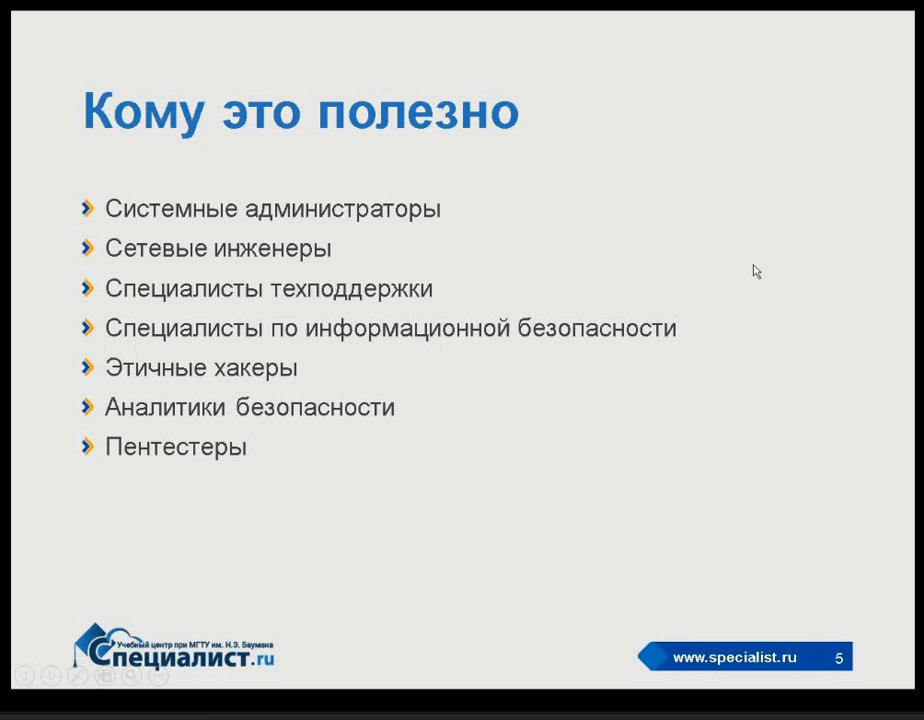 Кому это полезно
Системные администраторы
Сетевые инженеры
Специалисты техподдержки
Специалисты по информационной безопасности
Этичные хакеры
Аналитики безопасности
Пентестеры
Учебный центр при МГТУ им. Н.Э. Баумана
Специалист.ru
www.specialist.ru 5